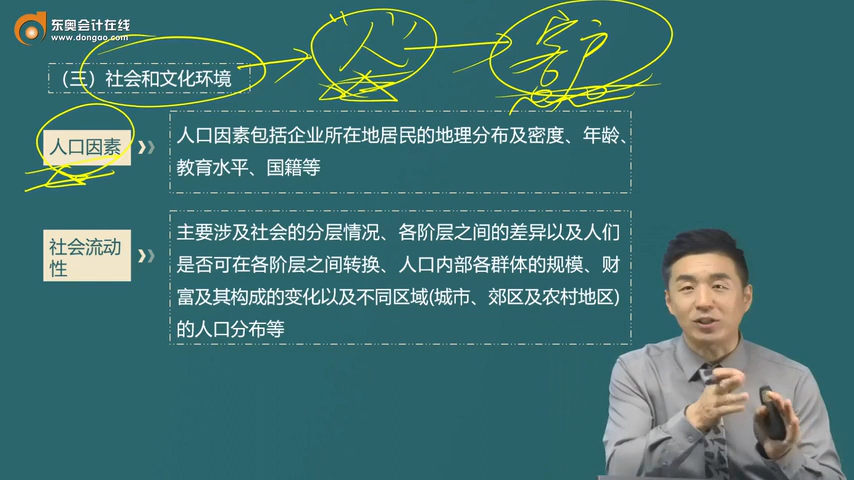 东奥会计在线
www.dongao.com
人
客户
(三)社会和文化环境
人口因素
人口因素包括企业所在地居民的地理分布及密度、年龄、
教育水平、国籍等
社会流动
性
主要涉及社会的分层情况、各阶层之间的差异以及人们
是否可在各阶层之间转换、人口内部各群体的规模、财
富及其构成的变化以及不同区域(城市、郊区及农村地区)
的人口分布等